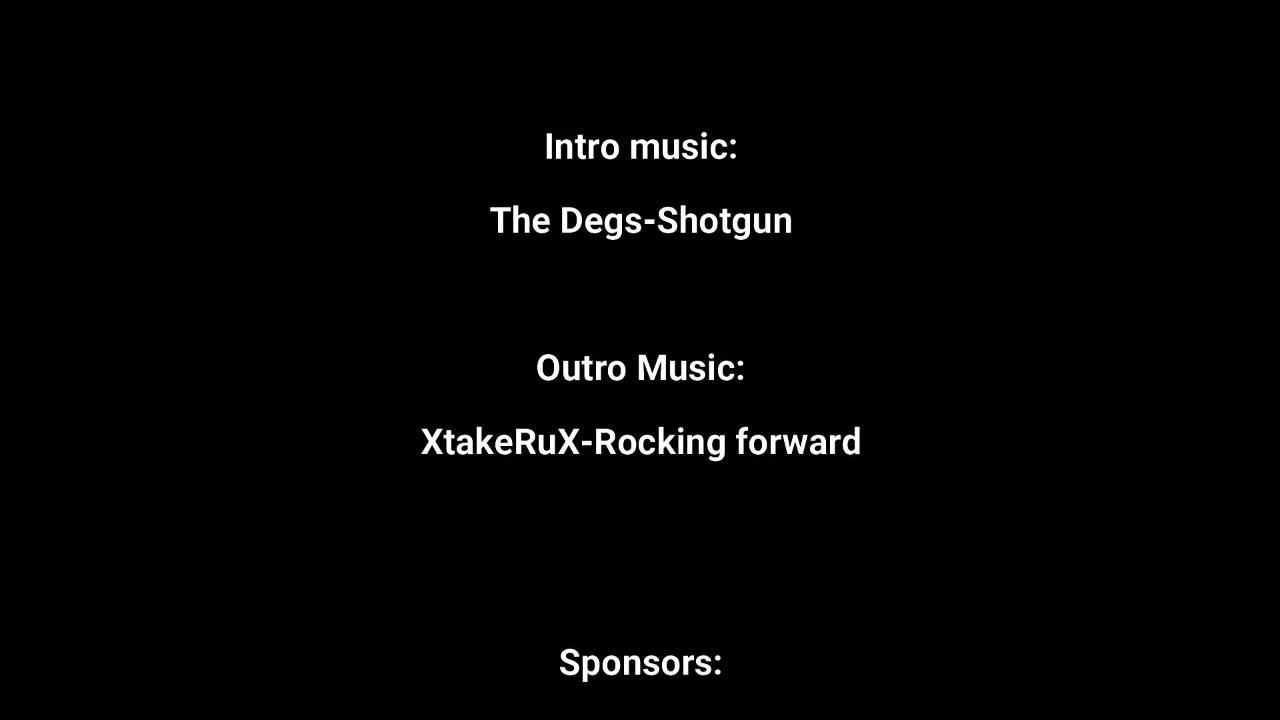 Intro music:
The Degs-Shotgun
Outro Music:
XtakeRuX-Rocking forward
Sponsors: